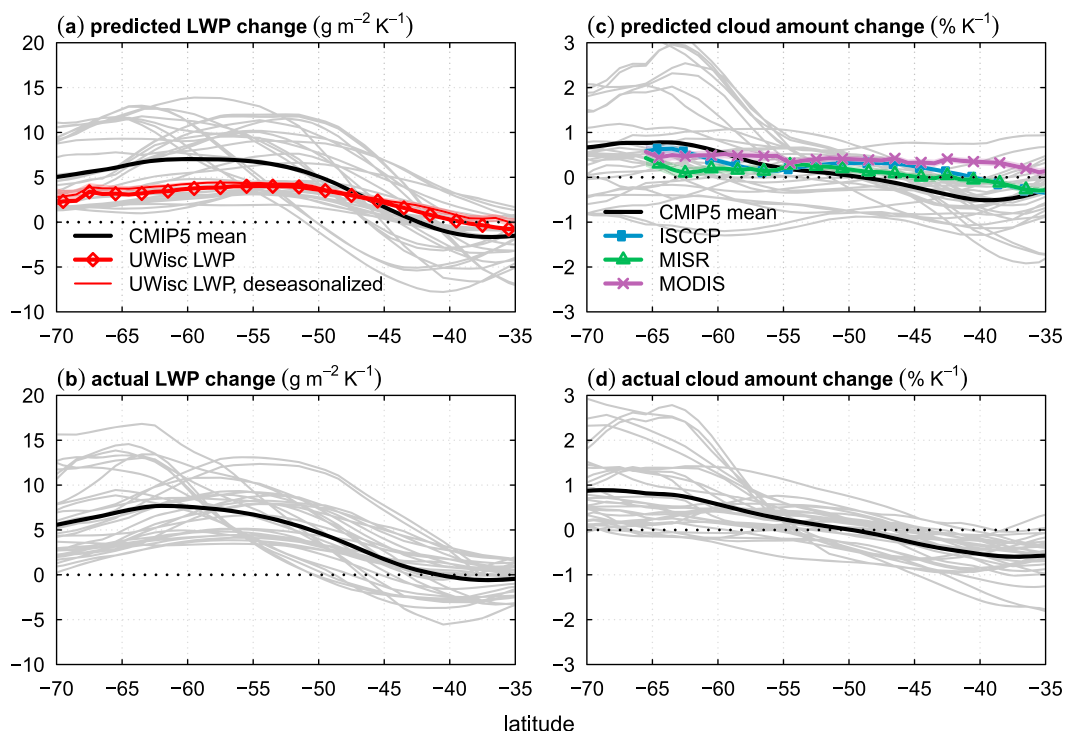 (a) predicted LWP change (g m⁻² K⁻¹)
20
15
10
5
0
−5
−10
CMIP5 mean
UWisc LWP
UWisc LWP, deseasonalized
−70 −65 −60 −55 −50 −45 −40 −35
(c) predicted cloud amount change (% K⁻¹)
3
2
1
0
−1
−2
−3
CMIP5 mean
ISCCP
MISR
MODIS
−70 −65 −60 −55 −50 −45 −40 −35
(b) actual LWP change (g m⁻² K⁻¹)
20
15
10
5
0
−5
−10
−70 −65 −60 −55 −50 −45 −40 −35
(d) actual cloud amount change (% K⁻¹)
3
2
1
0
−1
−2
−3
−70 −65 −60 −55 −50 −45 −40 −35
latitude